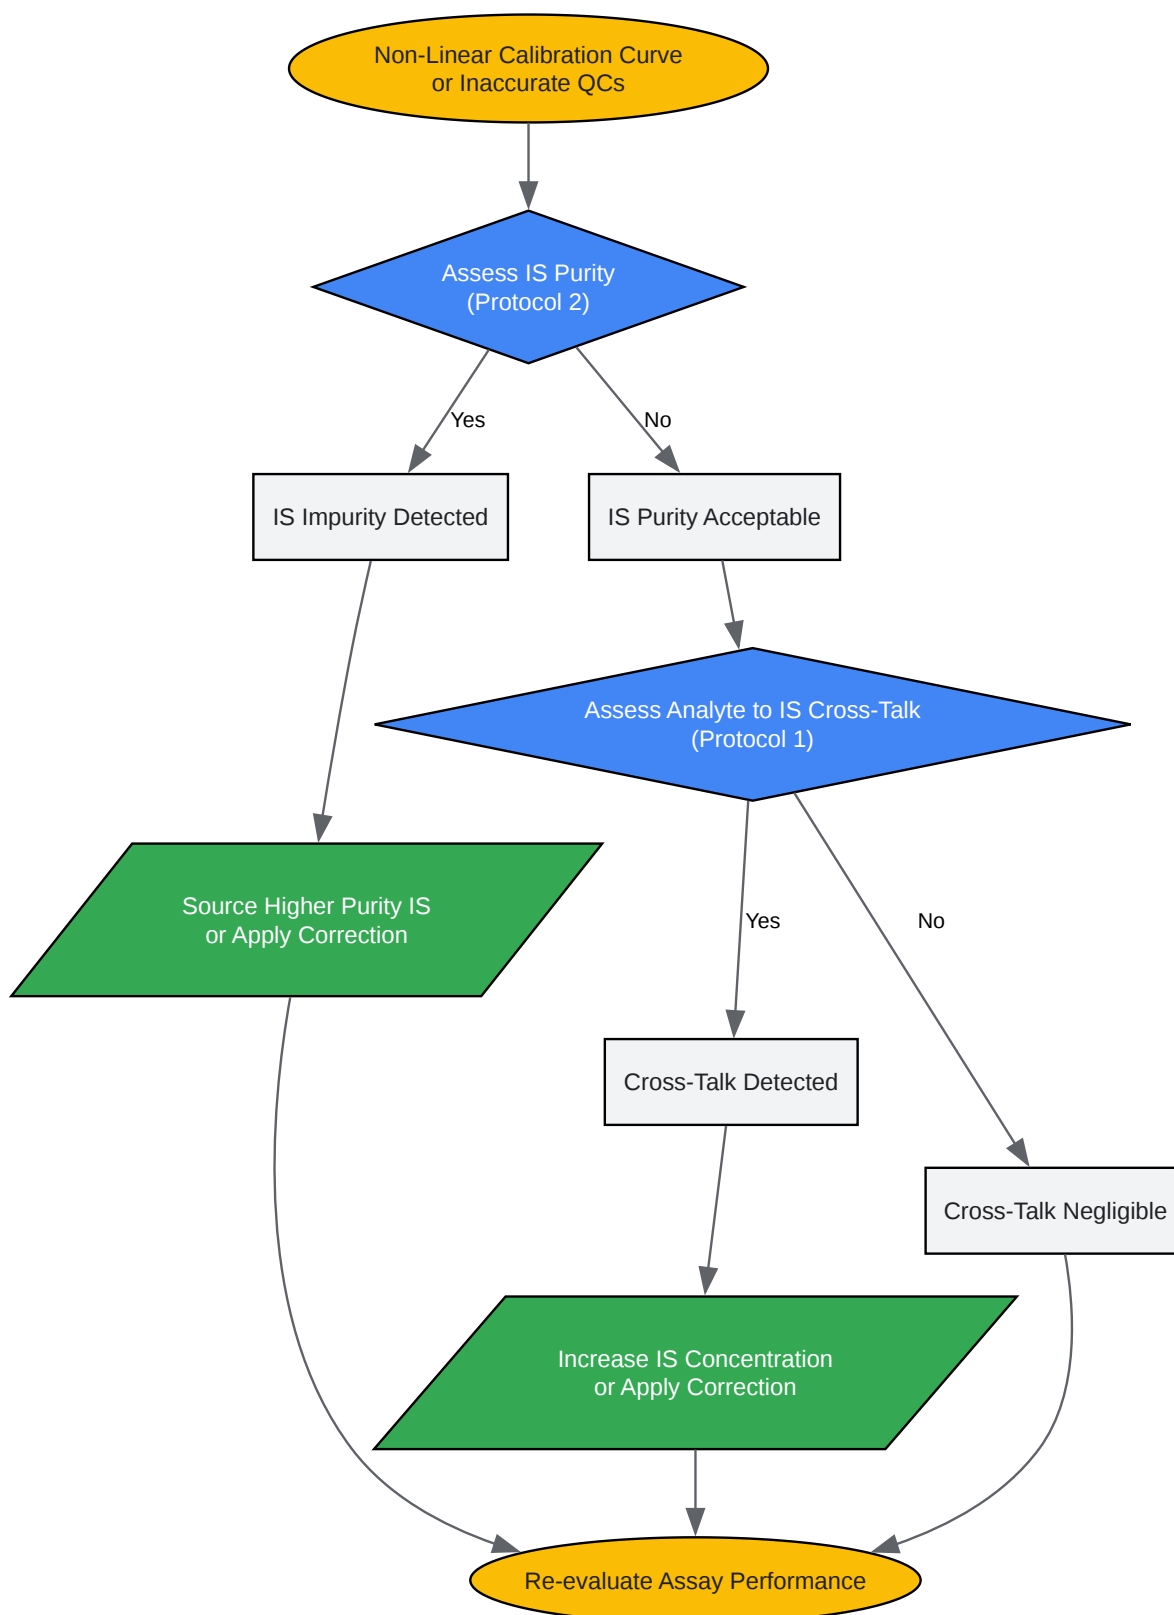 Non-Linear Calibration Curve
or Inaccurate QCs
Assess IS Purity
(Protocol 2)
Yes
No
IS Impurity Detected
IS Purity Acceptable
Assess Analyte to IS Cross-Talk
(Protocol 1)
Source Higher Purity IS
or Apply Correction
Yes
No
Cross-Talk Detected
Cross-Talk Negligible
Increase IS Concentration
or Apply Correction
Re-evaluate Assay Performance